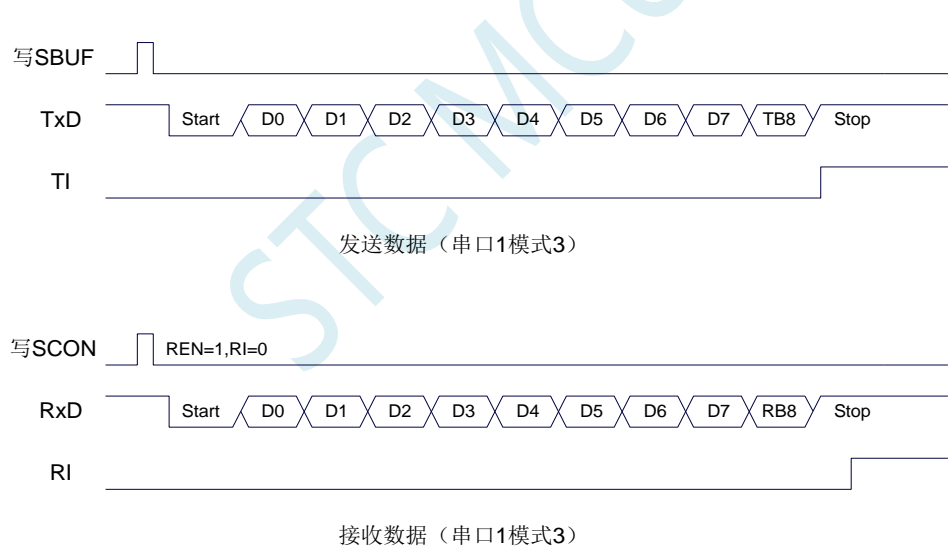 写SBUF
TxD Start D0 D1 D2 D3 D4 D5 D6 D7 TB8 Stop
TI
发送数据（串口1模式3）
写SCON REN=1,RI=0
RxD Start D0 D1 D2 D3 D4 D5 D6 D7 RB8 Stop
RI
接收数据（串口1模式3）
STC MC